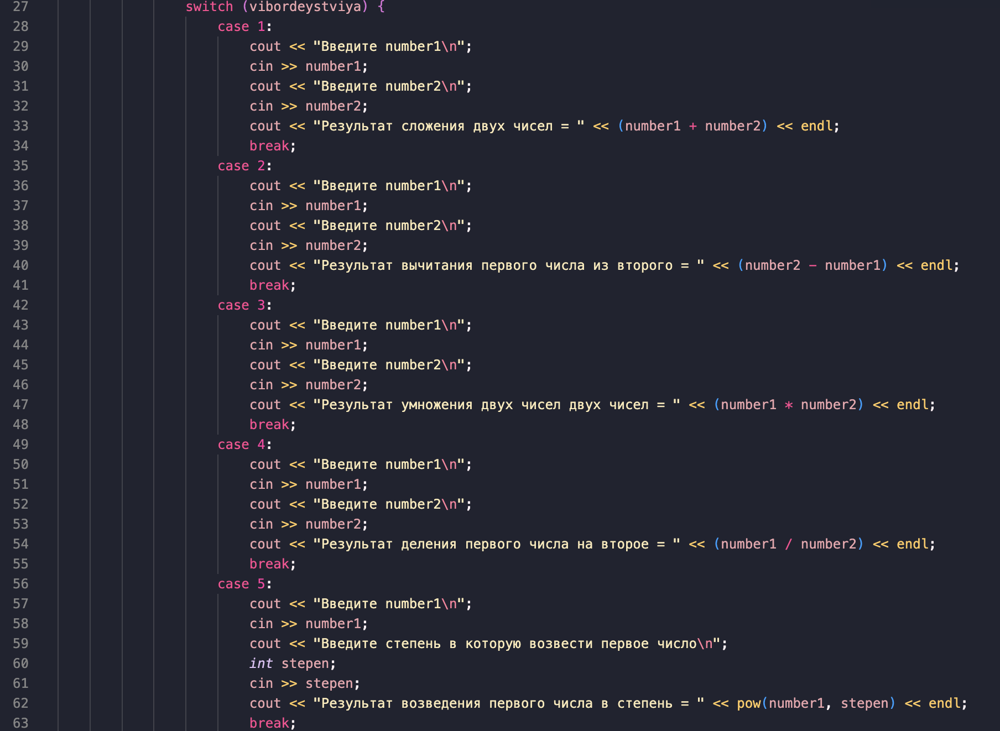 27 switch (vibordeystviya) {
28 case 1:
29 cout << "Введите number1\n";
30 cin >> number1;
31 cout << "Введите number2\n";
32 cin >> number2;
33 cout << "Результат сложения двух чисел = " << (number1 + number2) << endl;
34 break;
35 case 2:
36 cout << "Введите number1\n";
37 cin >> number1;
38 cout << "Введите number2\n";
39 cin >> number2;
40 cout << "Результат вычитания первого числа из второго = " << (number2 - number1) << endl;
41 break;
42 case 3:
43 cout << "Введите number1\n";
44 cin >> number1;
45 cout << "Введите number2\n";
46 cin >> number2;
47 cout << "Результат умножения двух чисел двух чисел = " << (number1 * number2) << endl;
48 break;
49 case 4:
50 cout << "Введите number1\n";
51 cin >> number1;
52 cout << "Введите number2\n";
53 cin >> number2;
54 cout << "Результат деления первого числа на второе = " << (number1 / number2) << endl;
55 break;
56 case 5:
57 cout << "Введите number1\n";
58 cin >> number1;
59 cout << "Введите степень в которую возвести первое число\n";
60 int stepen;
61 cin >> stepen;
62 cout << "Результат возведения первого числа в степень = " << pow(number1, stepen) << endl;
63 break;